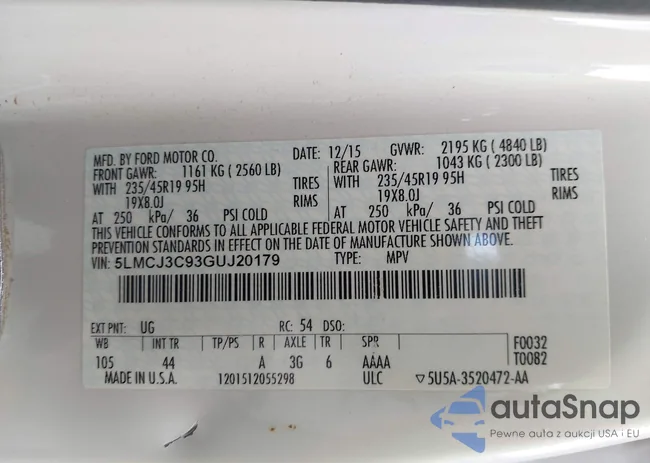 MFD. BY FORD MOTOR CO.
DATE: 12/15 GVWR: 2195 KG ( 4840 LB)
FRONT GAWR: 1161 KG ( 2560 LB)
REAR GAWR: 1043 KG ( 2300 LB)
WITH 235/45R19 95H TIRES
WITH 235/45R19 95H TIRES
19X8.0J RIMS
19X8.0J RIMS
AT 250 kPa/ 36 PSI COLD
AT 250 kPa/ 36 PSI COLD
THIS VEHICLE CONFORMS TO ALL APPLICABLE FEDERAL MOTOR VEHICLE SAFETY AND THEFT
PREVENTION STANDARDS IN EFFECT ON THE DATE OF MANUFACTURE SHOWN ABOVE.
VIN: 5LMCJ3C93GUJ20179 TYPE: MPV
EXT PNT: UG RC: 54 DSO:
WB INT TR TP/PS R AXLE TR SPR
105 44 A 3G 6 AAAA
F0032
T0082
MADE IN U.S.A. 1201512055298 ULC ▽5U5A-3520472-AA
autaSnap
Pewne auta z aukcji USA i EU